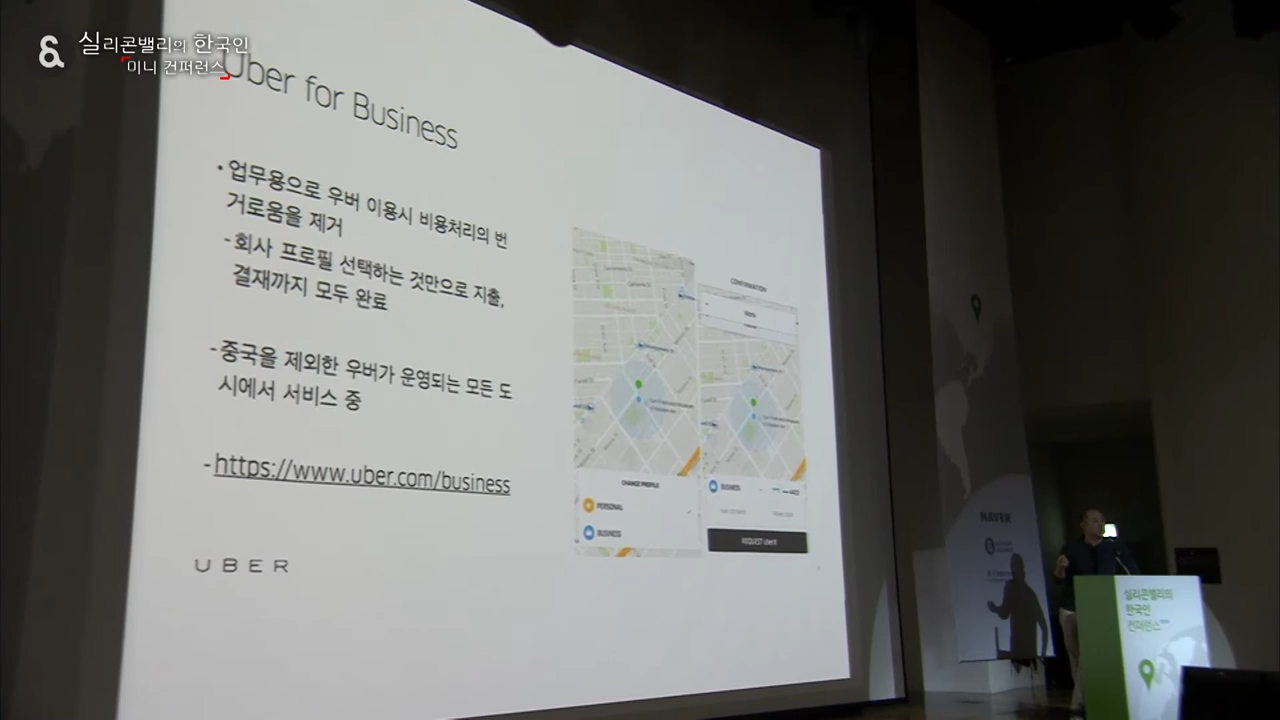 실리콘밸리의 한국인
미니 컨퍼런스
Uber for Business
• 업무용으로 우버 이용시 비용처리의 번
거로움을 제거
- 회사 프로필 선택하는 것만으로 지출,
결재까지 모두 완료
- 중국을 제외한 우버가 운영되는 모든 도
시에서 서비스 중
- https://www.uber.com/business
UBER
CHANGE PROFILE
PERSONAL
BUSINESS
CONFIRMATION
BUSINESS
NAVER
실리콘밸리의
한국인
컨퍼런스